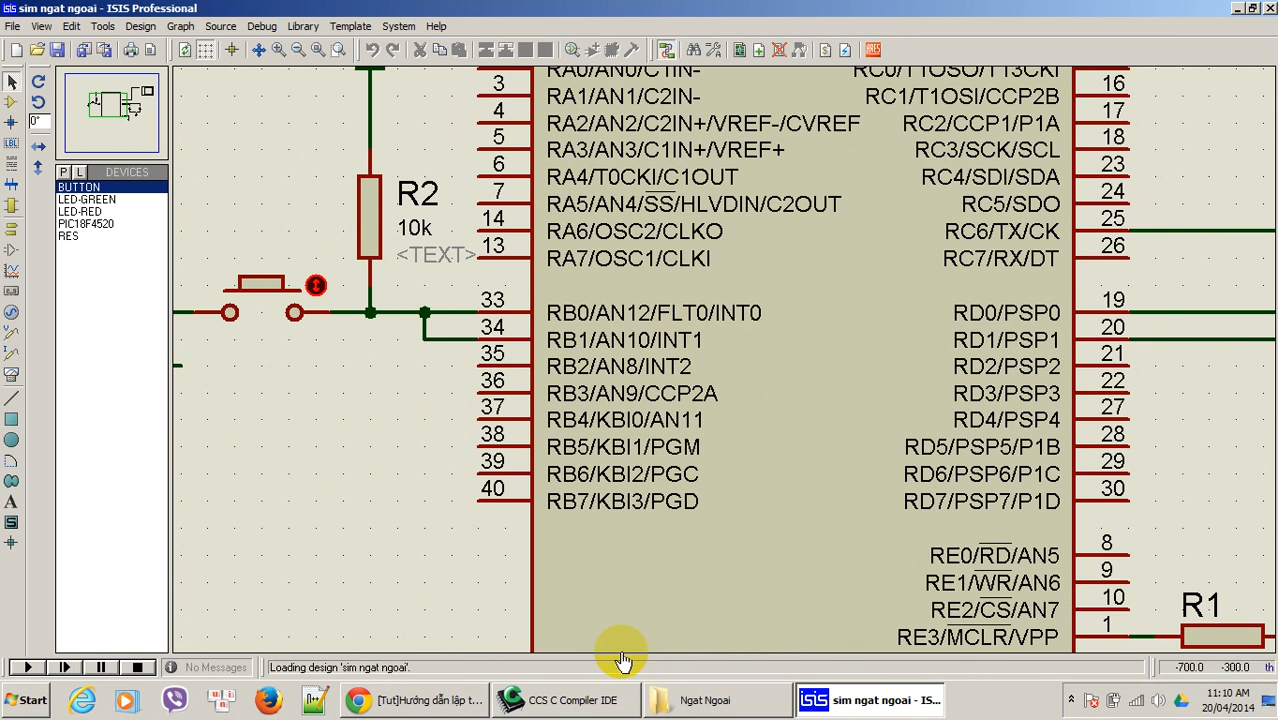 sim ngat ngoai - ISIS Professional
File View Edit Tools Design Graph Source Debug Library Template System Help
0°
P L DEVICES
BUTTON
LED-GREEN
LED-RED
PIC18F4520
RES
R2
10k
<TEXT>
RA0/AN0/C1IN-
3 RA1/AN1/C2IN-
4 RA2/AN2/C2IN+/VREF-/CVREF
5 RA3/AN3/C1IN+/VREF+
6 RA4/T0CKI/C1OUT
7 RA5/AN4/SS/HLVDIN/C2OUT
14 RA6/OSC2/CLKO
13 RA7/OSC1/CLKI
33 RB0/AN12/FLT0/INT0
34 RB1/AN10/INT1
35 RB2/AN8/INT2
36 RB3/AN9/CCP2A
37 RB4/KBI0/AN11
38 RB5/KBI1/PGM
39 RB6/KBI2/PGC
40 RB7/KBI3/PGD
RC0/T1OSO/T13CKI
RC1/T1OSI/CCP2B 16
RC2/CCP1/P1A 17
RC3/SCK/SCL 18
RC4/SDI/SDA 23
RC5/SDO 24
RC6/TX/CK 25
RC7/RX/DT 26
RD0/PSP0 19
RD1/PSP1 20
RD2/PSP2 21
RD3/PSP3 22
RD4/PSP4 27
RD5/PSP5/P1B 28
RD6/PSP6/P1C 29
RD7/PSP7/P1D 30
RE0/RD/AN5 8
RE1/WR/AN6 9
RE2/CS/AN7 10
RE3/MCLR/VPP 1
R1
No Messages Loading design 'sim ngat ngoai'. -700.0 -300.0 th
Start [Tut]Hướng dẫn lập t... CCS C Compiler IDE Ngat Ngoai sim ngat ngoai - ISIS... 11:10 AM
20/04/2014